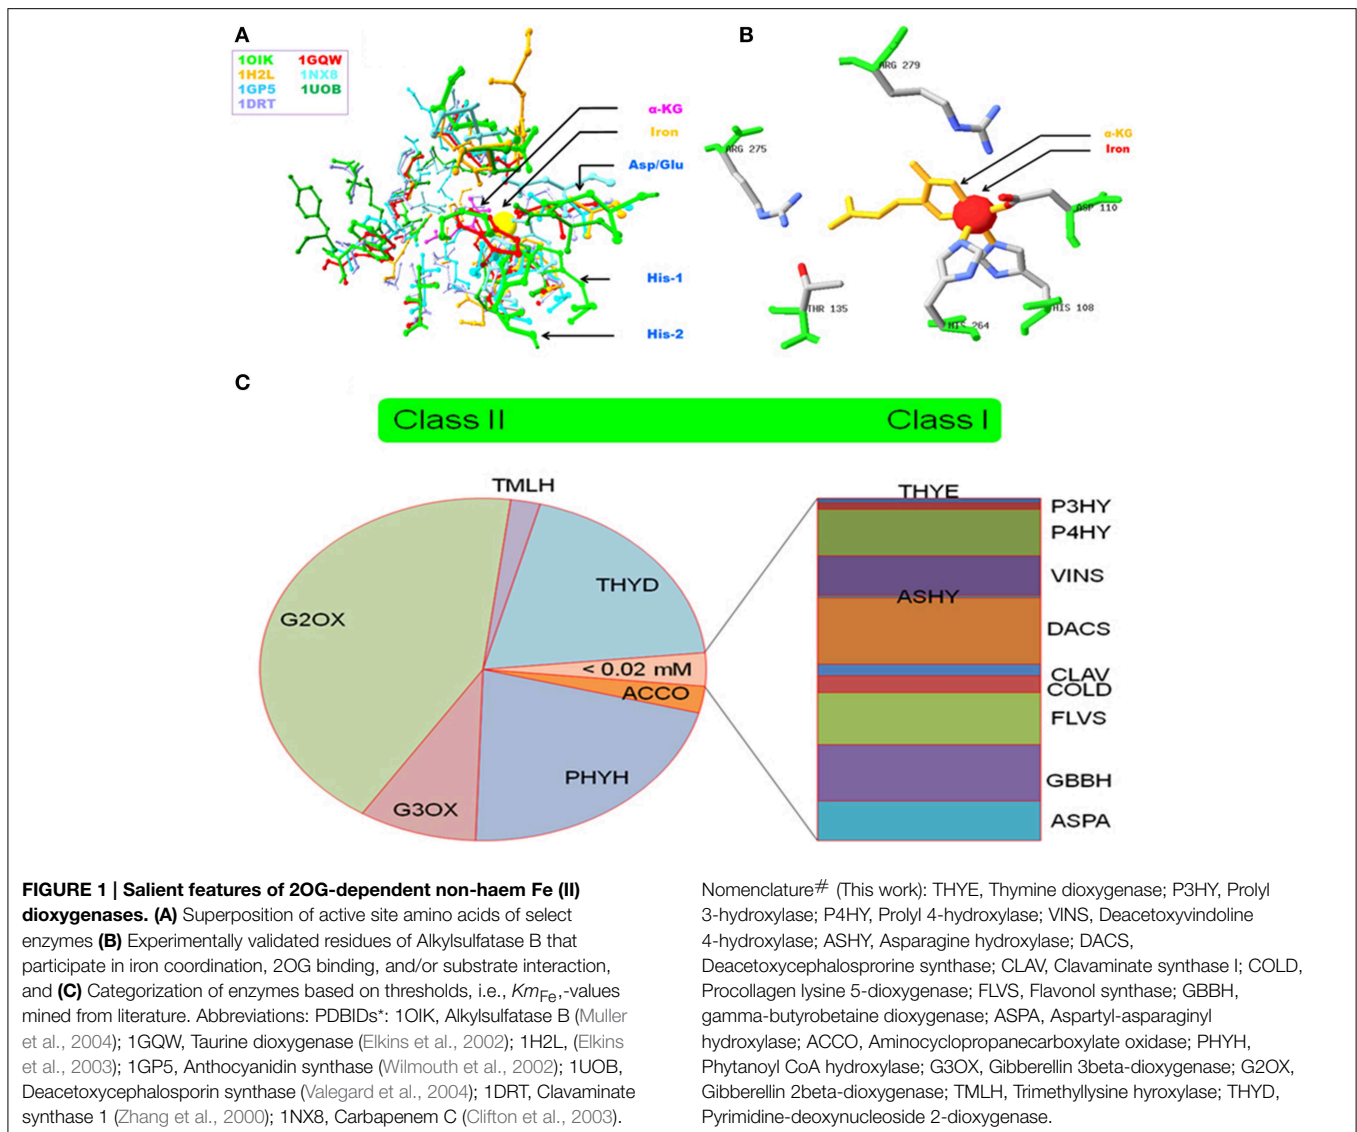 A
1OIK 1GQW
1H2L 1NX8
1GP5 1UOB
1DRT
α-KG
Iron
Asp/Glu
His-1
His-2
B
ARG 279
ARG 275
α-KG
Iron
ASP 110
THR 135
HIS 264
HIS 108
C
Class II Class I
TMLH
THYD
G2OX
< 0.02 mM
ACCO
PHYH
G3OX
THYE
P3HY
P4HY
VINS
ASHY
DACS
CLAV
COLD
FLVS
GBBH
ASPA
FIGURE 1 | Salient features of 2OG-dependent non-haem Fe (II)
dioxygenases. (A) Superposition of active site amino acids of select
enzymes (B) Experimentally validated residues of Alkylsulfatase B that
participate in iron coordination, 2OG binding, and/or substrate interaction,
and (C) Categorization of enzymes based on thresholds, i.e., KmFe,-values
mined from literature. Abbreviations: PDBIDs*: 1OIK, Alkylsulfatase B (Muller
et al., 2004); 1GQW, Taurine dioxygenase (Elkins et al., 2002); 1H2L, (Elkins
et al., 2003); 1GP5, Anthocyanidin synthase (Wilmouth et al., 2002); 1UOB,
Deacetoxycephalosporin synthase (Valegard et al., 2004); 1DRT, Clavaminate
synthase 1 (Zhang et al., 2000); 1NX8, Carbapenem C (Clifton et al., 2003).
Nomenclature# (This work): THYE, Thymine dioxygenase; P3HY, Prolyl
3-hydroxylase; P4HY, Prolyl 4-hydroxylase; VINS, Deacetoxyvindoline
4-hydroxylase; ASHY, Asparagine hydroxylase; DACS,
Deacetoxycephalosprorine synthase; CLAV, Clavaminate synthase I; COLD,
Procollagen lysine 5-dioxygenase; FLVS, Flavonol synthase; GBBH,
gamma-butyrobetaine dioxygenase; ASPA, Aspartyl-asparaginyl
hydroxylase; ACCO, Aminocyclopropanecarboxylate oxidase; PHYH,
Phytanoyl CoA hydroxylase; G3OX, Gibberellin 3beta-dioxygenase; G2OX,
Gibberellin 2beta-dioxygenase; TMLH, Trimethyllysine hyroxylase; THYD,
Pyrimidine-deoxynucleoside 2-dioxygenase.